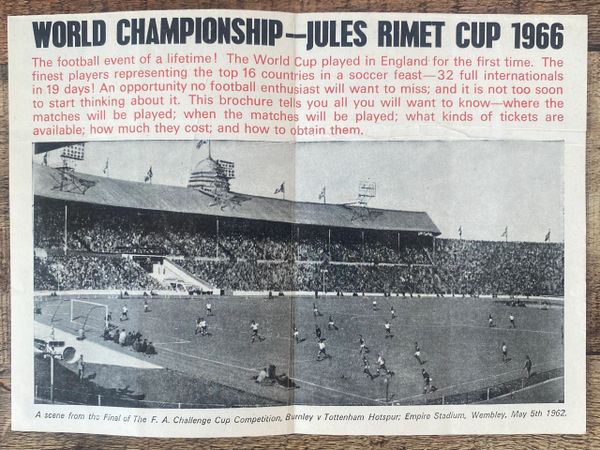 WORLD CHAMPIONSHIP—JULES RIMET CUP 1966
The football event of a lifetime! The World Cup played in England for the first time. The
finest players representing the top 16 countries in a soccer feast—32 full internationals
in 19 days! An opportunity no football enthusiast will want to miss; and it is not too soon
to start thinking about it. This brochure tells you all you will want to know—where the
matches will be played; when the matches will be played; what kinds of tickets are
available; how much they cost; and how to obtain them.
A scene from the Final of The F. A. Challenge Cup Competition, Burnley v Tottenham Hotspur; Empire Stadium, Wembley, May 5th 1962.